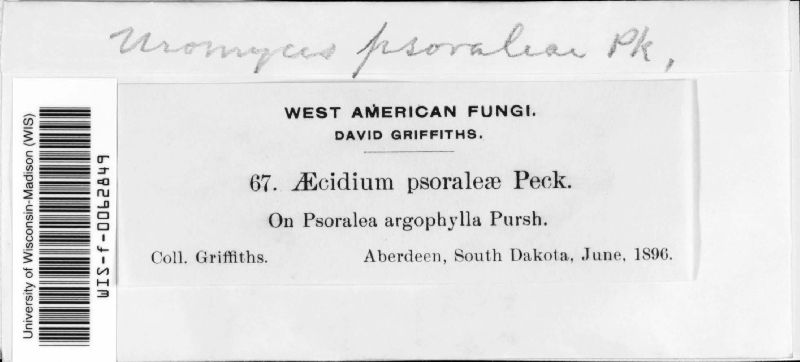 Uromyces psoraleae Pk,
WEST AMERICAN FUNGI.
DAVID GRIFFITHS.
67. Æcidium psoraleæ Peck.
On Psoralea argophylla Pursh.
Coll. Griffiths. Aberdeen, South Dakota, June, 1896.
University of Wisconsin-Madison (WIS)
WIS-f-0062849